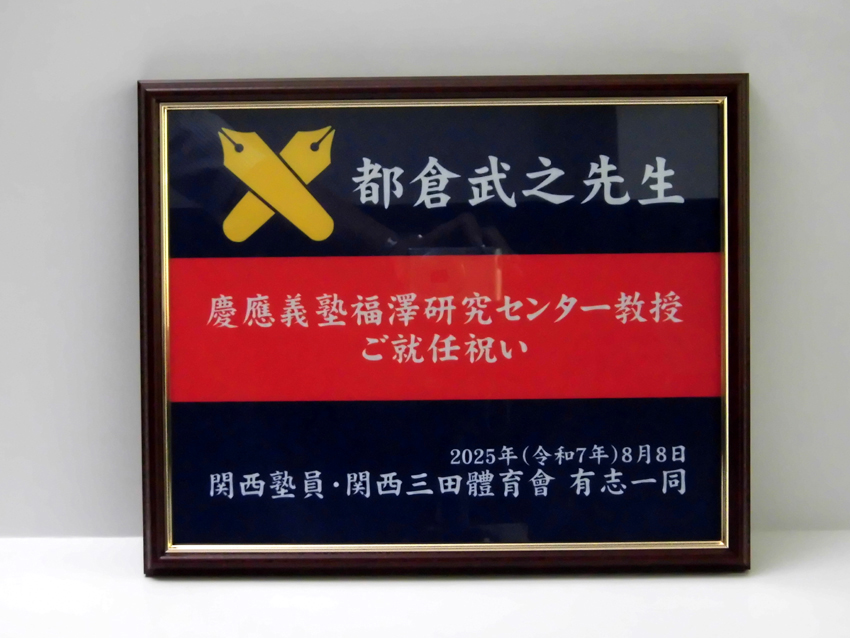 都倉武之先生
慶應義塾福澤研究センター教授
ご就任祝い
2025年(令和7年)8月8日
関西塾員・関西三田體育會 有志一同